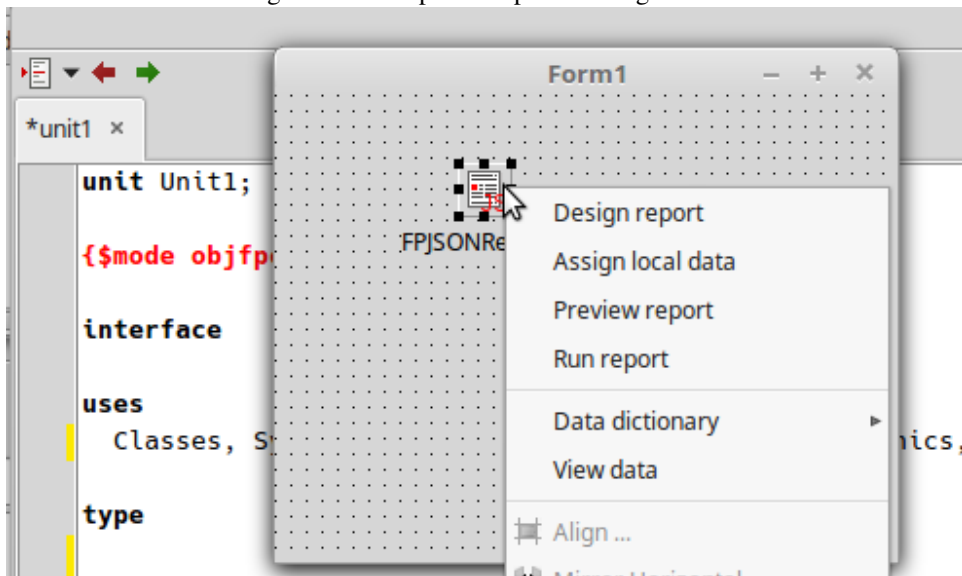 Form1
*unit1 ×
unit Unit1;
{$mode objfp
interface
uses
Classes, S
type
FPJSONRe
Design report
Assign local data
Preview report
Run report
Data dictionary
View data
Align ...